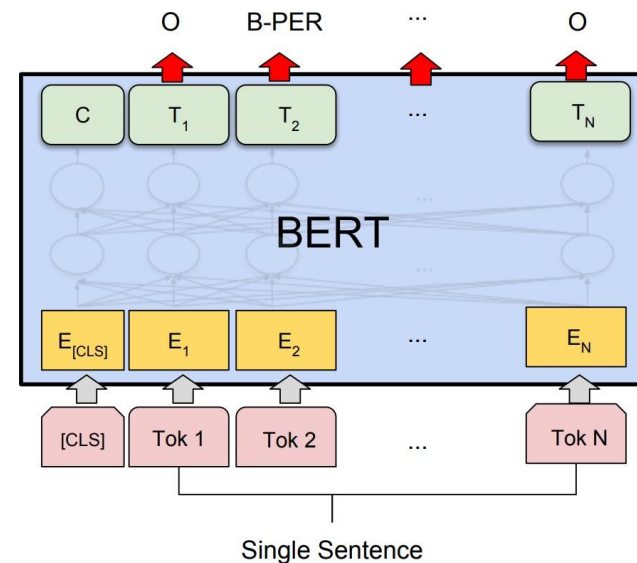 O B-PER ... O
C T1 T2 ... TN
...
BERT
...
E[CLS] E1 E2 ... EN
[CLS] Tok 1 Tok 2 ... Tok N
Single Sentence